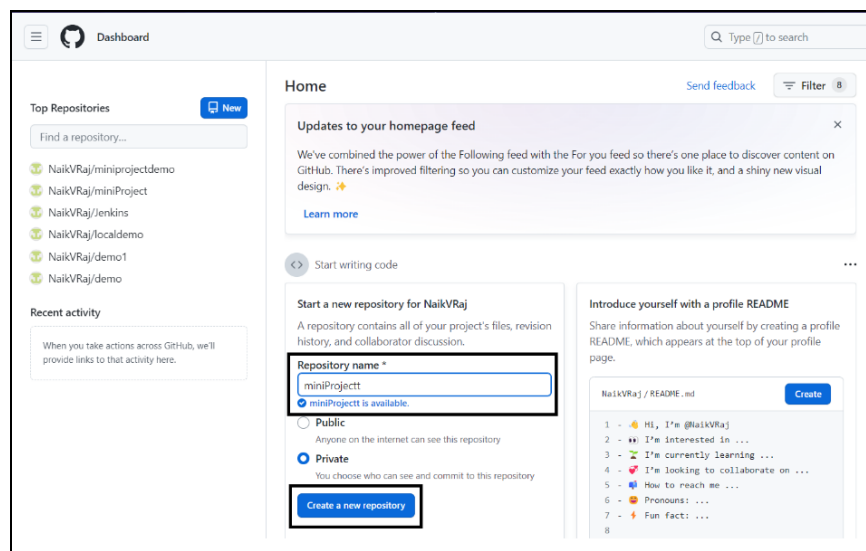 Dashboard
Type / to search
Top Repositories
New
Find a repository...
NaikVRaj/miniprojectdemo
NaikVRaj/miniProject
NaikVRaj/Jenkins
NaikVRaj/localdemo
NaikVRaj/demo1
NaikVRaj/demo
Recent activity
When you take actions across GitHub, we'll
provide links to that activity here.
Home
Send feedback
Filter 8
Updates to your homepage feed
We've combined the power of the Following feed with the For you feed so there's one place to discover content on
GitHub. There's improved filtering so you can customize your feed exactly how you like it, and a shiny new visual
design. ✨
Learn more
Start writing code
Start a new repository for NaikVRaj
A repository contains all of your project's files, revision
history, and collaborator discussion.
Repository name *
miniProjectt
miniProjectt is available.
Public
Anyone on the internet can see this repository
Private
You choose who can see and commit to this repository
Create a new repository
Introduce yourself with a profile README
Share information about yourself by creating a profile
README, which appears at the top of your profile
page.
NaikVRaj/README.md
Create
1 - 👋 Hi, I'm @NaikVRaj
2 - 👀 I'm interested in ...
3 - 🌱 I'm currently learning ...
4 - 💞️ I'm looking to collaborate on ...
5 - 📫 How to reach me ...
6 - 😄 Pronouns: ...
7 - ⚡ Fun fact: ...
8